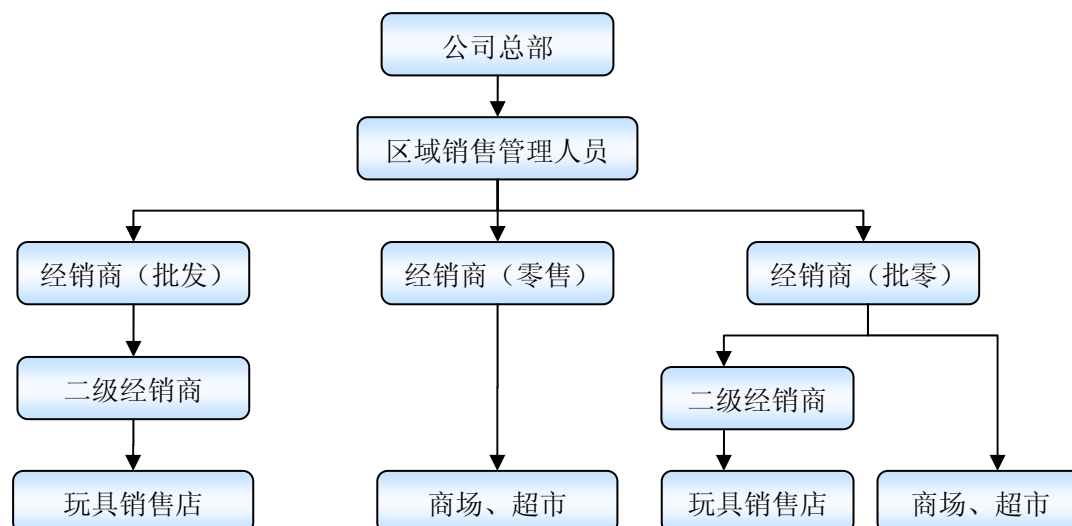 公司总部
区域销售管理人员
经销商（批发）
经销商（零售）
经销商（批零）
二级经销商
二级经销商
玩具销售店
商场、超市
玩具销售店
商场、超市